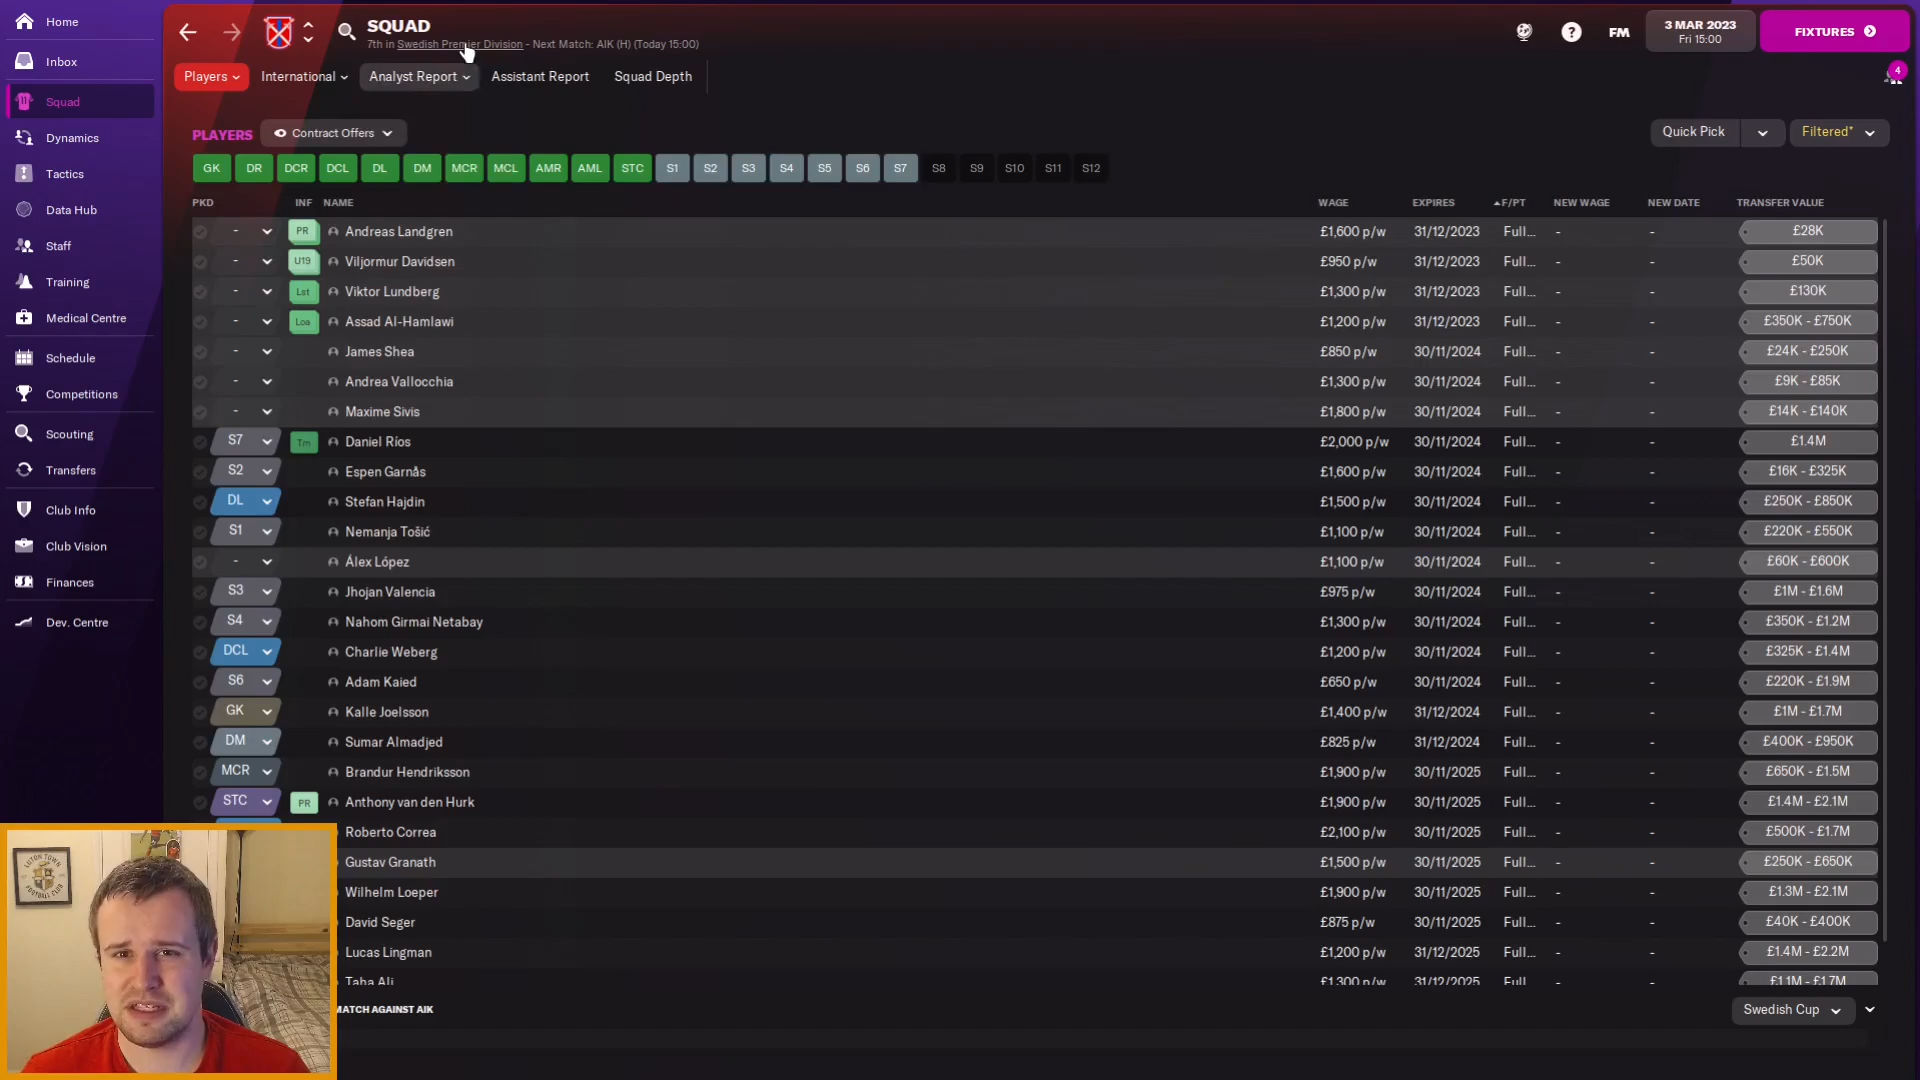 Home
Inbox
Squad
Dynamics
Tactics
Data Hub
Staff
Training
Medical Centre
Schedule
Competitions
Scouting
Transfers
Club Info
Club Vision
Finances
Dev. Centre
SQUAD
7th in Swedish Premier Division - Next Match: AIK (H) (Today 15:00)
FM
3 MAR 2023
Fri 15:00
FIXTURES
4
Players
International
Analyst Report
Assistant Report
Squad Depth
PLAYERS
Contract Offers
Quick Pick
Filtered*
GK DR DCR DCL DL DM MCR MCL AMR AML STC S1 S2 S3 S4 S5 S6 S7 S8 S9 S10 S11 S12
PKD INF NAME WAGE EXPIRES F/PT NEW WAGE NEW DATE TRANSFER VALUE
- PR Andreas Landgren £1,600 p/w 31/12/2023 Full... - - £28K
- U19 Viljormur Davidsen £950 p/w 31/12/2023 Full... - - £50K
- Lst Viktor Lundberg £1,300 p/w 31/12/2023 Full... - - £130K
- Loa Assad Al-Hamlawi £1,200 p/w 31/12/2023 Full... - - £350K - £750K
- James Shea £850 p/w 30/11/2024 Full... - - £24K - £250K
- Andrea Vallocchia £1,300 p/w 30/11/2024 Full... - - £9K - £85K
- Maxime Sivis £1,800 p/w 30/11/2024 Full... - - £14K - £140K
S7 Trn Daniel Ríos £2,000 p/w 30/11/2024 Full... - - £1.4M
S2 Espen Garnås £1,600 p/w 30/11/2024 Full... - - £16K - £325K
DL Stefan Hajdin £1,500 p/w 30/11/2024 Full... - - £250K - £850K
S1 Nemanja Tošić £1,100 p/w 30/11/2024 Full... - - £220K - £550K
- Álex López £1,100 p/w 30/11/2024 Full... - - £60K - £600K
S3 Jhojan Valencia £975 p/w 30/11/2024 Full... - - £1M - £1.6M
S4 Nahom Girmai Netabay £1,300 p/w 30/11/2024 Full... - - £350K - £1.2M
DCL Charlie Weberg £1,200 p/w 30/11/2024 Full... - - £325K - £1.4M
S6 Adam Kaied £650 p/w 30/11/2024 Full... - - £220K - £1.9M
GK Kalle Joelsson £1,400 p/w 31/12/2024 Full... - - £1M - £1.7M
DM Sumar Almadjed £825 p/w 31/12/2024 Full... - - £400K - £950K
MCR Brandur Hendriksson £1,900 p/w 30/11/2025 Full... - - £650K - £1.5M
STC PR Anthony van den Hurk £1,900 p/w 30/11/2025 Full... - - £1.4M - £2.1M
Roberto Correa £2,100 p/w 30/11/2025 Full... - - £500K - £1.7M
Gustav Granath £1,500 p/w 30/11/2025 Full... - - £250K - £650K
Wilhelm Loeper £1,900 p/w 30/11/2025 Full... - - £1.3M - £2.1M
David Seger £875 p/w 30/11/2025 Full... - - £40K - £400K
Lucas Lingman £1,200 p/w 31/12/2025 Full... - - £1.4M - £2.2M
Taha Ali £1,300 p/w 31/12/2025 Full... - - £1.1M - £1.7M
MATCH AGAINST AIK
Swedish Cup
LUTON TOWN
FOOTBALL CLUB